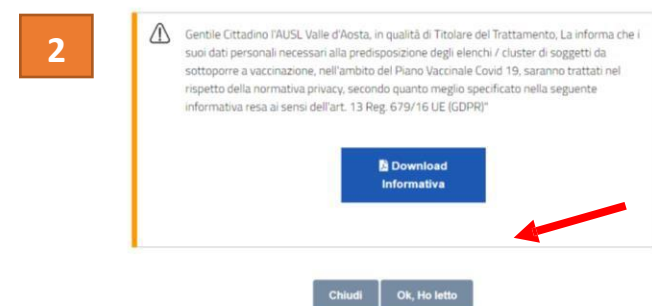 2
Gentile Cittadino l'AUSL Valle d'Aosta, in qualità di Titolare del Trattamento, La informa che i
suoi dati personali necessari alla predisposizione degli elenchi / cluster di soggetti da
sottoporre a vaccinazione, nell'ambito del Piano Vaccinale Covid 19, saranno trattati nel
rispetto della normativa privacy, secondo quanto meglio specificato nella seguente
informativa resa ai sensi dell'art. 13 Reg. 679/16 UE (GDPR)"
Download
Informativa
Chiudi Ok, Ho letto